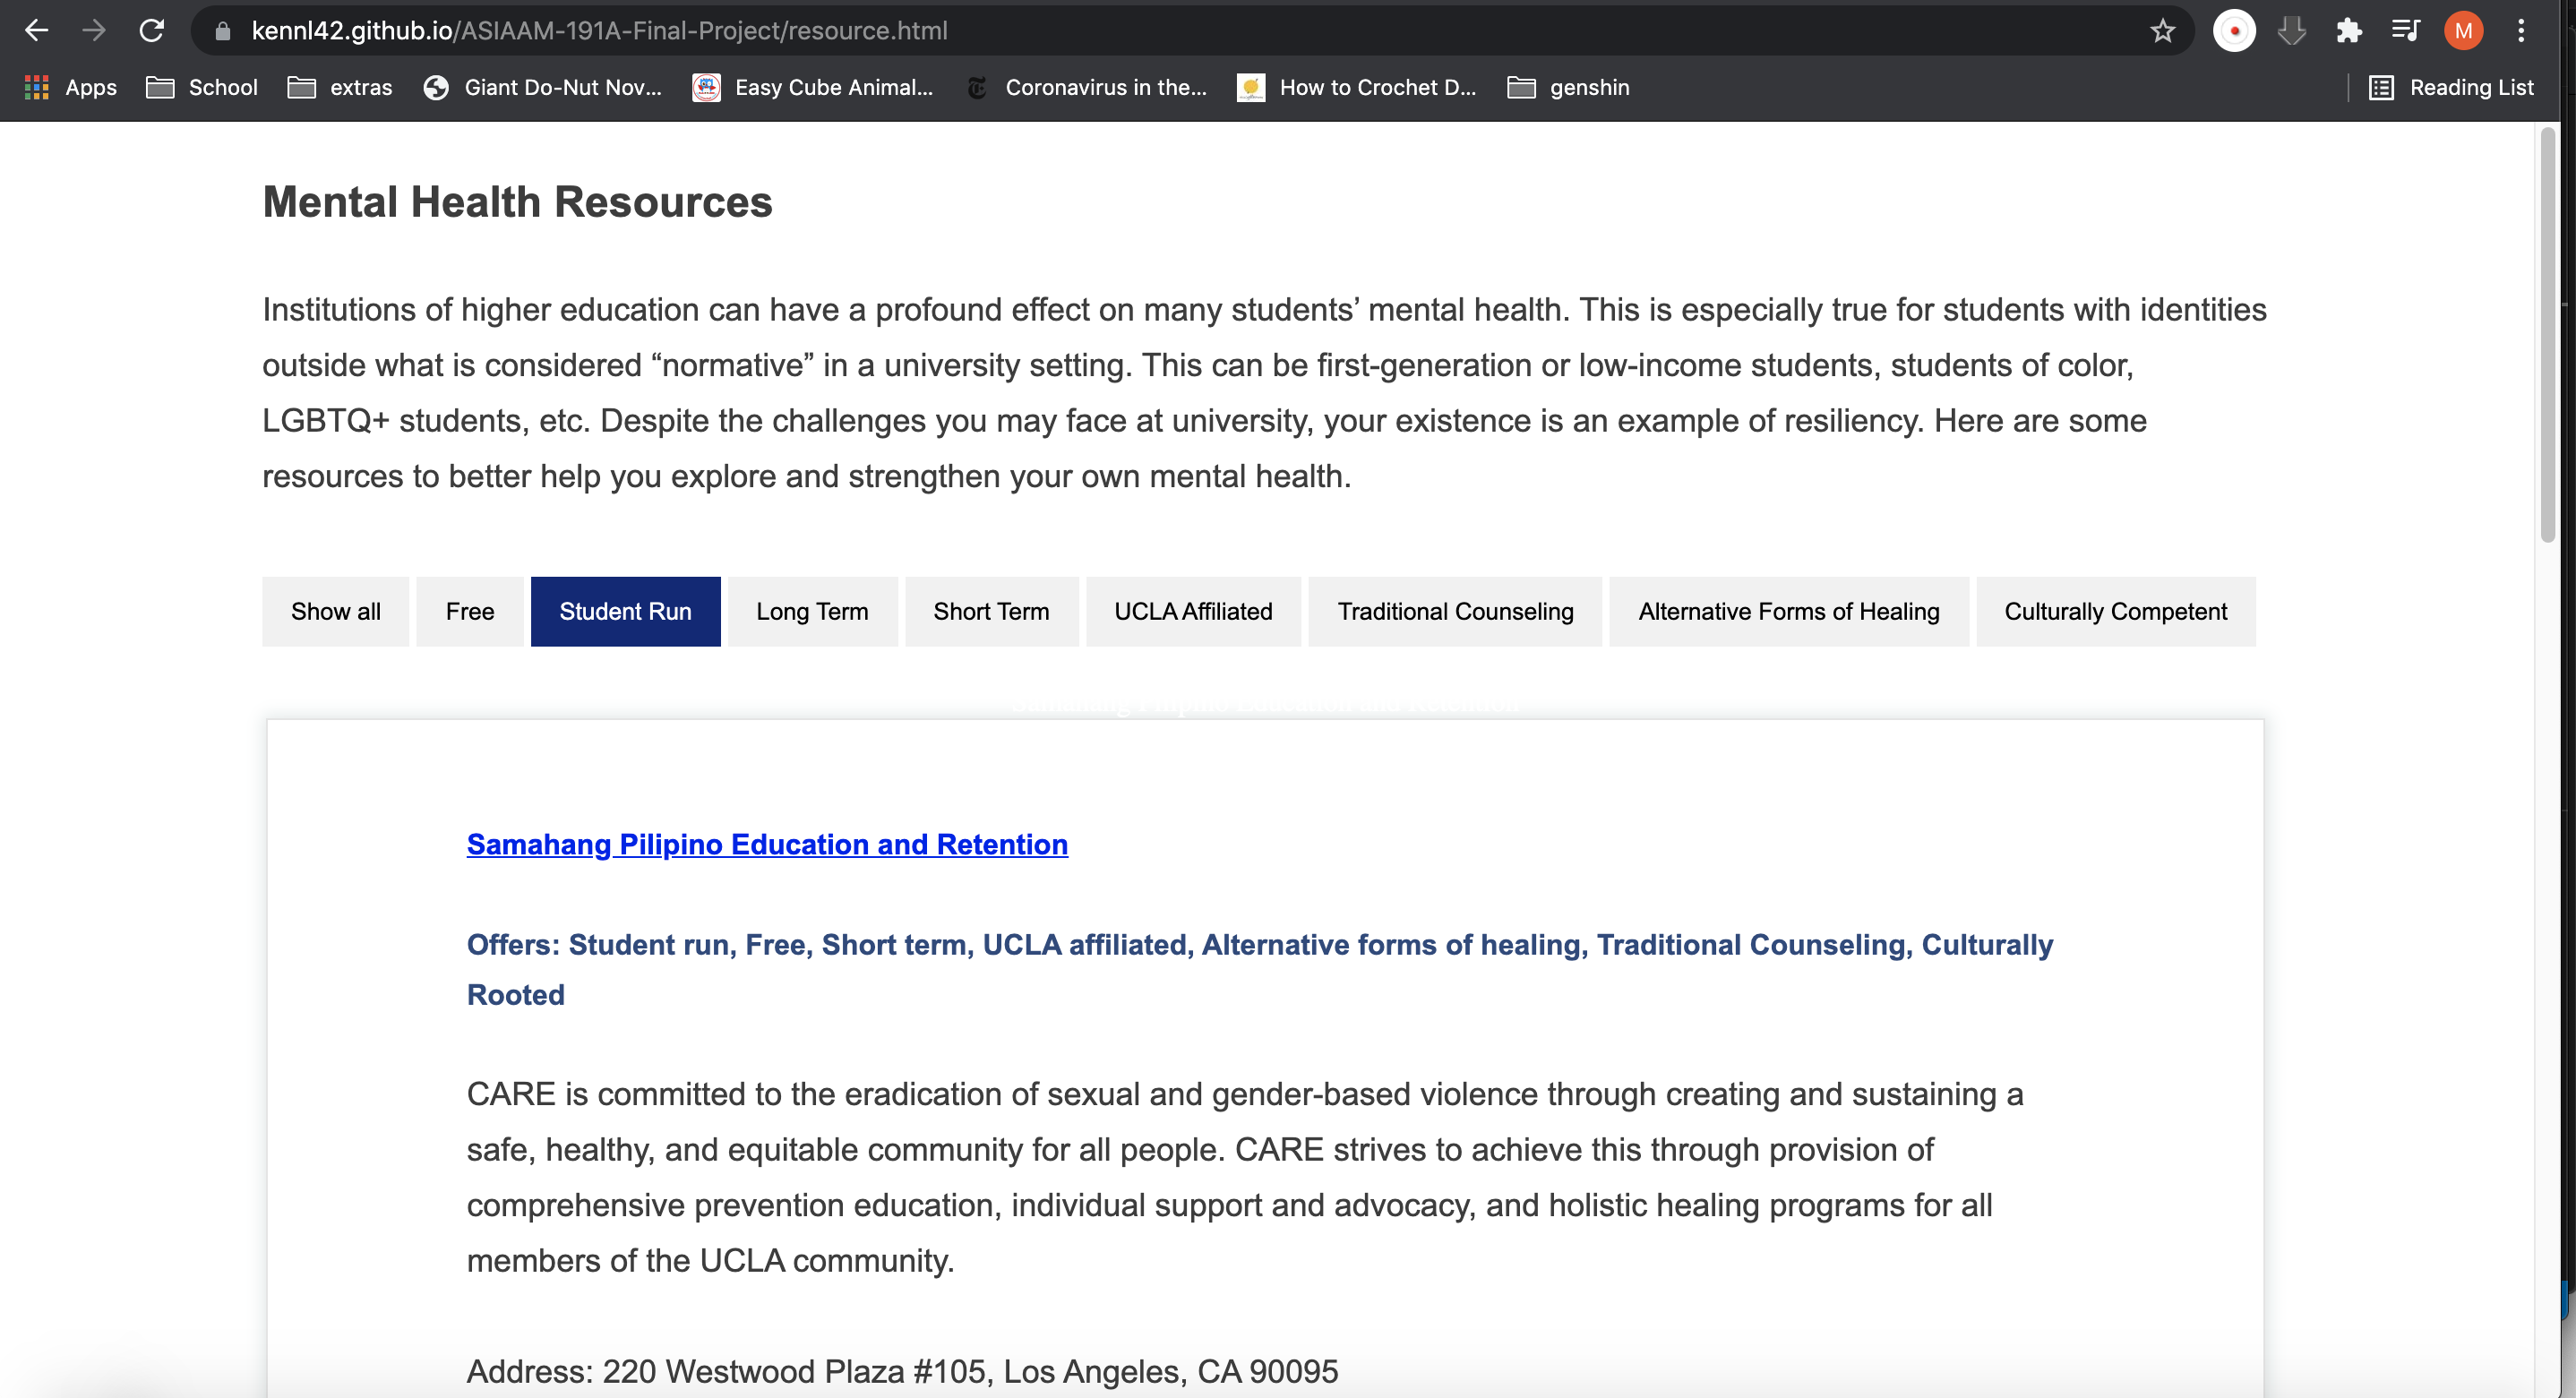 kennl42.github.io/ASIAAM-191A-Final-Project/resource.html
M
Apps School extras Giant Do-Nut Nov... Easy Cube Animal... Coronavirus in the... How to Crochet D... genshin Reading List
Mental Health Resources
Institutions of higher education can have a profound effect on many students’ mental health. This is especially true for students with identities
outside what is considered “normative” in a university setting. This can be first-generation or low-income students, students of color,
LGBTQ+ students, etc. Despite the challenges you may face at university, your existence is an example of resiliency. Here are some
resources to better help you explore and strengthen your own mental health.
Show all Free Student Run Long Term Short Term UCLA Affiliated Traditional Counseling Alternative Forms of Healing Culturally Competent
Samahang Pilipino Education and Retention
Samahang Pilipino Education and Retention
Offers: Student run, Free, Short term, UCLA affiliated, Alternative forms of healing, Traditional Counseling, Culturally
Rooted
CARE is committed to the eradication of sexual and gender-based violence through creating and sustaining a
safe, healthy, and equitable community for all people. CARE strives to achieve this through provision of
comprehensive prevention education, individual support and advocacy, and holistic healing programs for all
members of the UCLA community.
Address: 220 Westwood Plaza #105, Los Angeles, CA 90095